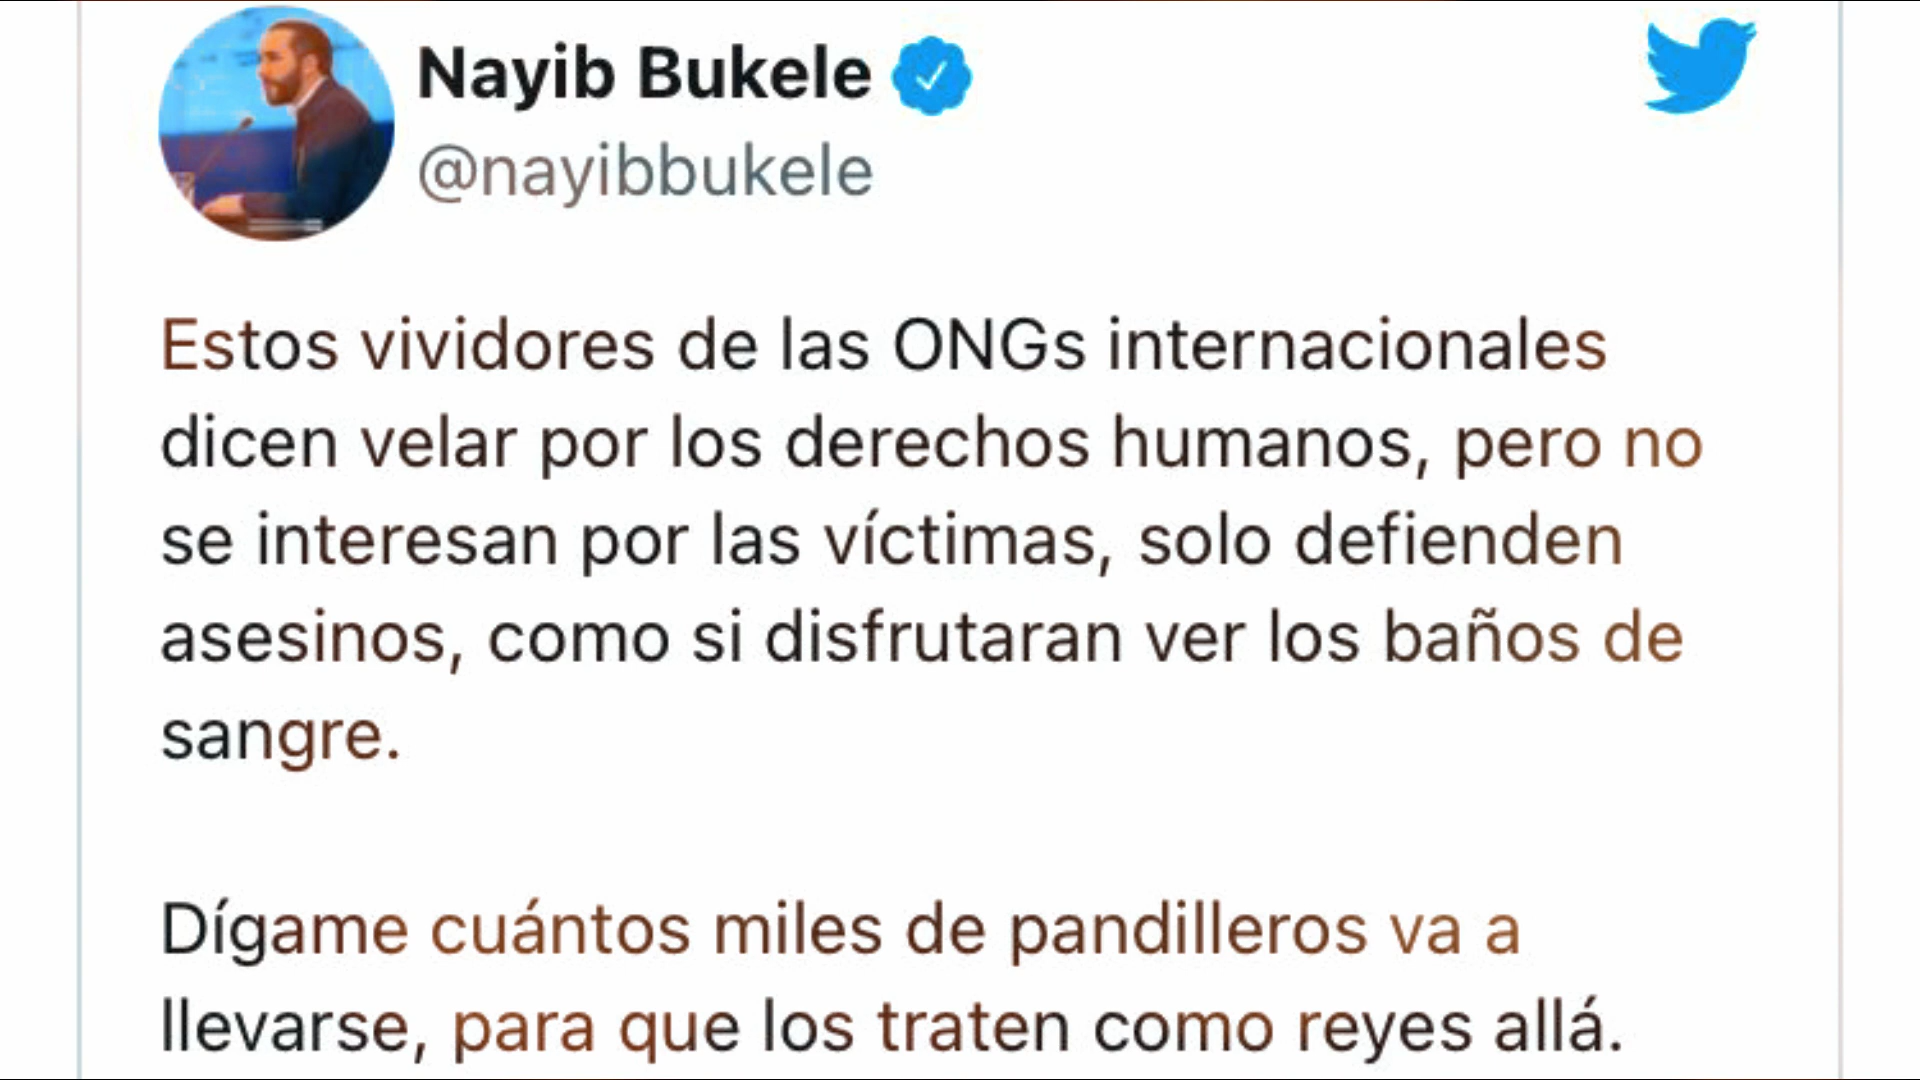 Nayib Bukele
@nayibbukele
Estos vividores de las ONGs internacionales
dicen velar por los derechos humanos, pero no
se interesan por las víctimas, solo defienden
asesinos, como si disfrutaran ver los baños de
sangre.
Dígame cuántos miles de pandilleros va a
llevarse, para que los traten como reyes allá.